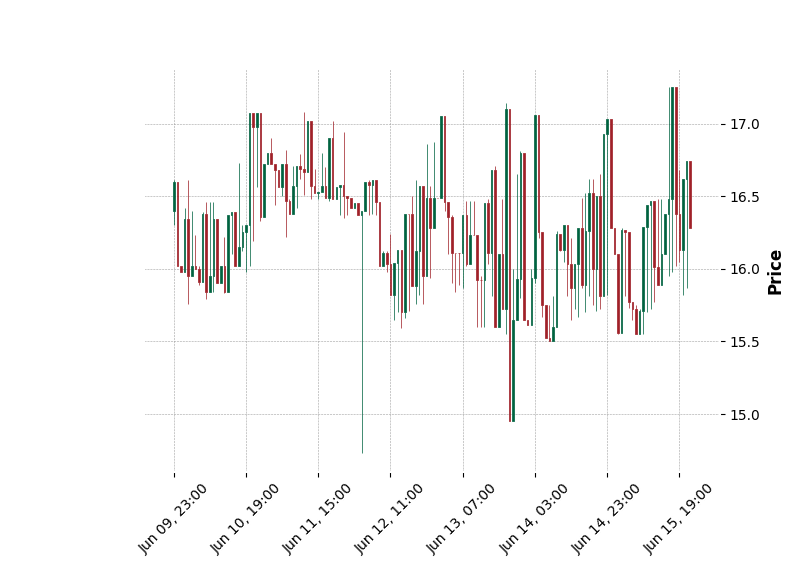 17.0
16.5
16.0
15.5
15.0
Price
Jun 09, 23:00
Jun 10, 19:00
Jun 11, 15:00
Jun 12, 11:00
Jun 13, 07:00
Jun 14, 03:00
Jun 14, 23:00
Jun 15, 19:00